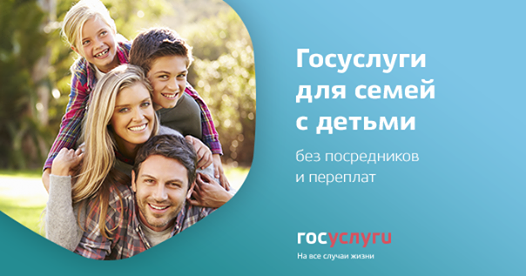 Госуслуги
для семей
с детьми
без посредников
и переплат
госуслуги
На все случаи жизни